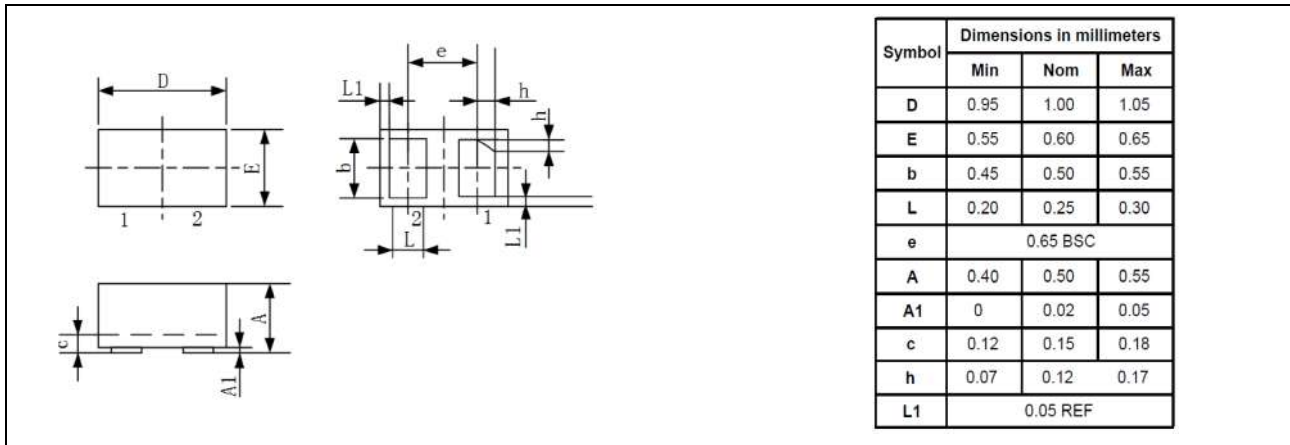 D
E
1 2
e
L1
h
h
b
2 1
L
L1
A
c
A1
Symbol Dimensions in millimeters
Min Nom Max
D 0.95 1.00 1.05
E 0.55 0.60 0.65
b 0.45 0.50 0.55
L 0.20 0.25 0.30
e 0.65 BSC
A 0.40 0.50 0.55
A1 0 0.02 0.05
c 0.12 0.15 0.18
h 0.07 0.12 0.17
L1 0.05 REF